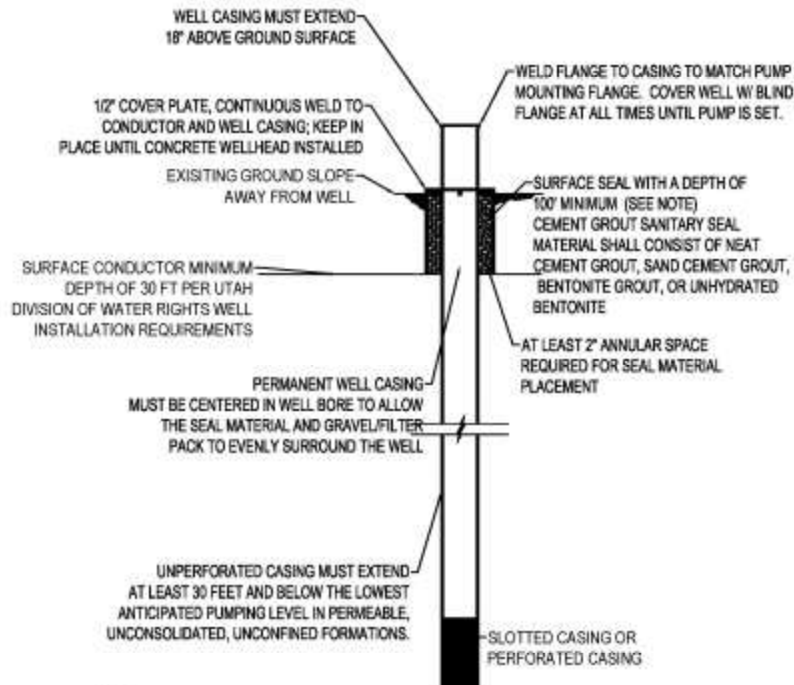 WELL CASING MUST EXTEND
18" ABOVE GROUND SURFACE
WELD FLANGE TO CASING TO MATCH PUMP
MOUNTING FLANGE. COVER WELL W/ BLIND
FLANGE AT ALL TIMES UNTIL PUMP IS SET.
1/2" COVER PLATE, CONTINUOUS WELD TO
CONDUCTOR AND WELL CASING; KEEP IN
PLACE UNTIL CONCRETE WELLHEAD INSTALLED
EXISITING GROUND SLOPE
AWAY FROM WELL
SURFACE SEAL WITH A DEPTH OF
100' MINIMUM (SEE NOTE)
CEMENT GROUT SANITARY SEAL
MATERIAL SHALL CONSIST OF NEAT
CEMENT GROUT, SAND CEMENT GROUT,
BENTONITE GROUT, OR UNHYDRATED
BENTONITE
SURFACE CONDUCTOR MINIMUM
DEPTH OF 30 FT PER UTAH
DIVISION OF WATER RIGHTS WELL
INSTALLATION REQUIREMENTS
AT LEAST 2" ANNULAR SPACE
REQUIRED FOR SEAL MATERIAL
PLACEMENT
PERMANENT WELL CASING
MUST BE CENTERED IN WELL BORE TO ALLOW
THE SEAL MATERIAL AND GRAVEL/FILTER
PACK TO EVENLY SURROUND THE WELL
UNPERFORATED CASING MUST EXTEND
AT LEAST 30 FEET AND BELOW THE LOWEST
ANTICIPATED PUMPING LEVEL IN PERMEABLE,
UNCONSOLIDATED, UNCONFINED FORMATIONS.
SLOTTED CASING OR
PERFORATED CASING